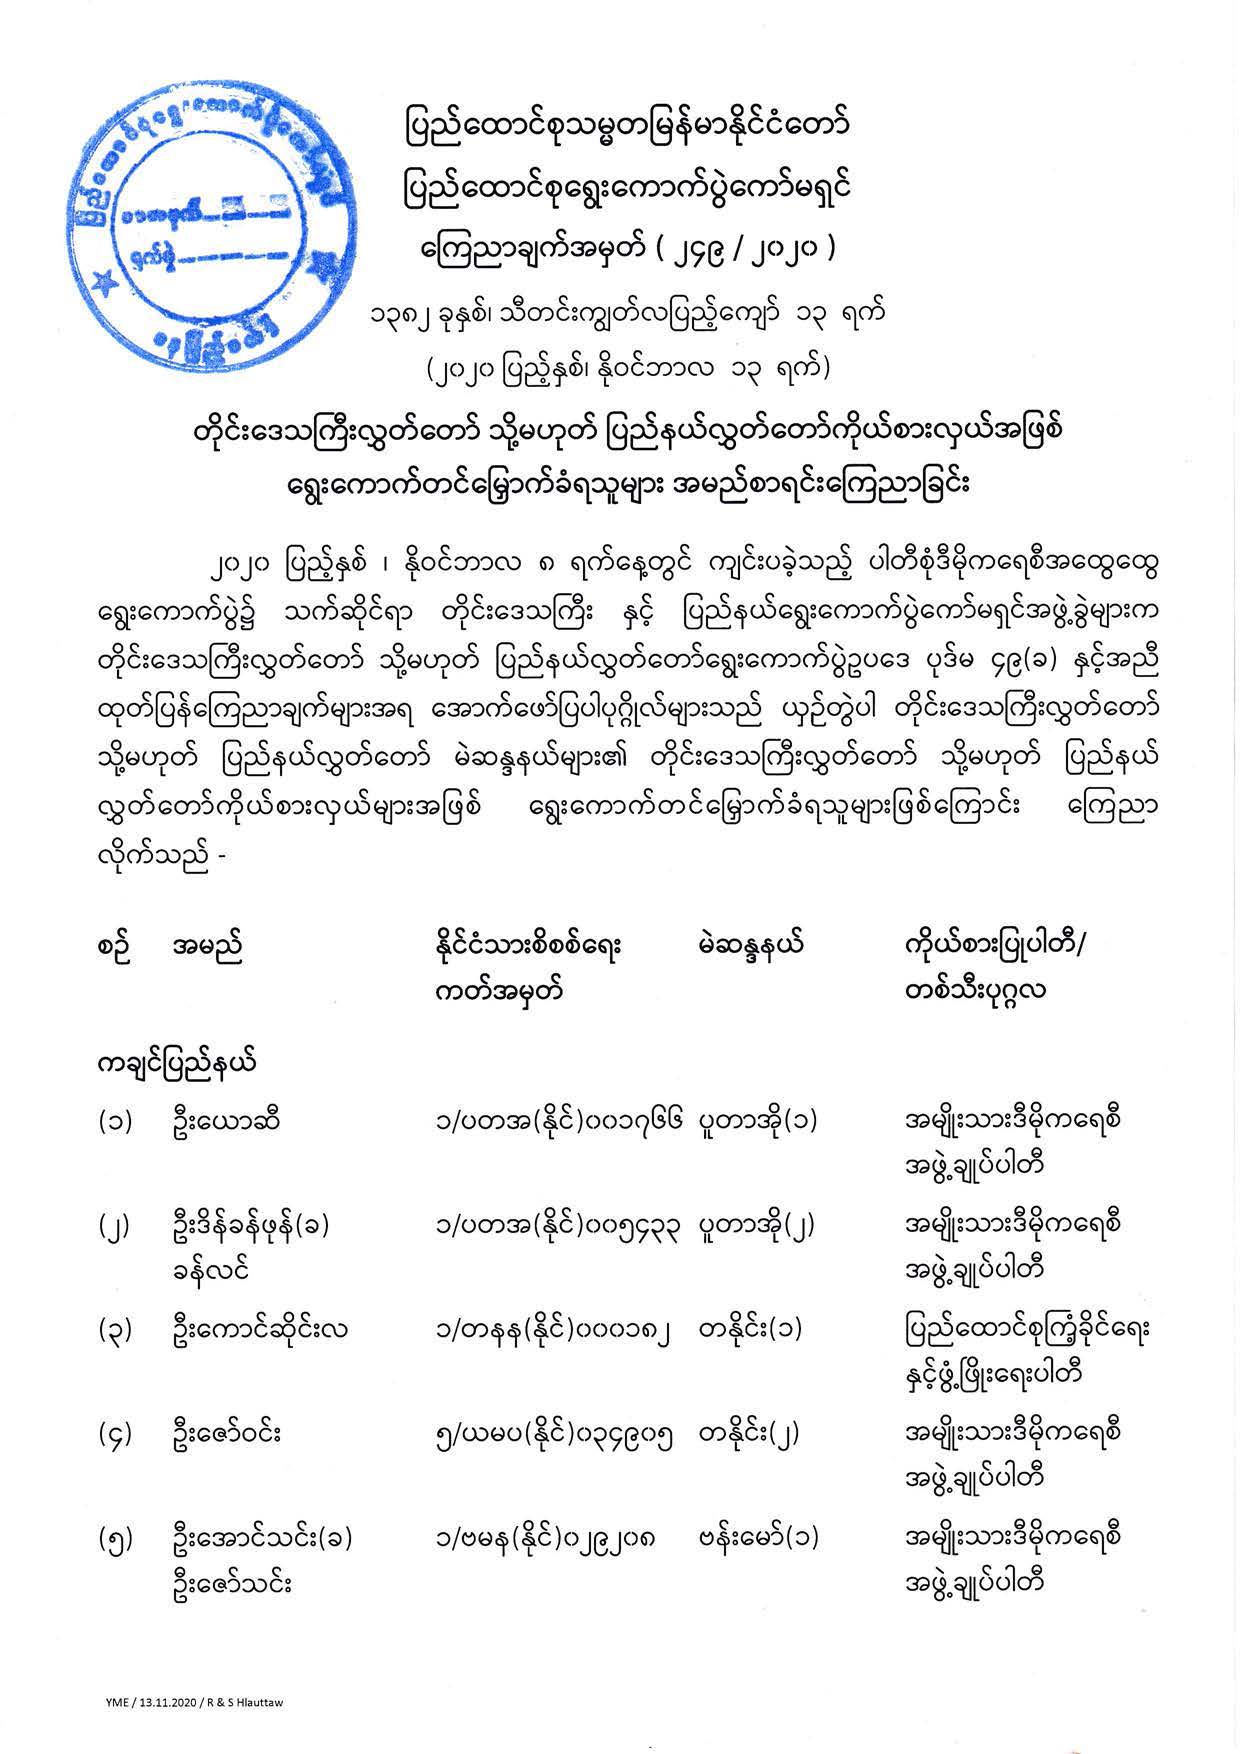 ပြည်ထောင်စုသမ္မတမြန်မာနိုင်ငံတော်
ပြည်ထောင်စုရွေးကောက်ပွဲကော်မရှင်
ကြေညာချက်အမှတ် ( ၂၄၉ / ၂၀၂၀ )
၁၃၈၂ ခုနှစ်၊ သီတင်းကျွတ်လပြည့်ကျော် ၁၃ ရက်
(၂၀၂၀ ပြည့်နှစ်၊ နိုဝင်ဘာလ ၁၃ ရက်)
တိုင်းဒေသကြီးလွှတ်တော် သို့မဟုတ် ပြည်နယ်လွှတ်တော်ကိုယ်စားလှယ်အဖြစ်
ရွေးကောက်တင်မြှောက်ခံရသူများ အမည်စာရင်းကြေညာခြင်း
၂၀၂၀ ပြည့်နှစ် ၊ နိုဝင်ဘာလ ၈ ရက်နေ့တွင် ကျင်းပခဲ့သည့် ပါတီစုံဒီမိုကရေစီအထွေထွေ
ရွေးကောက်ပွဲ၌ သက်ဆိုင်ရာ တိုင်းဒေသကြီး နှင့် ပြည်နယ်ရွေးကောက်ပွဲကော်မရှင်အဖွဲ့ခွဲများက
တိုင်းဒေသကြီးလွှတ်တော် သို့မဟုတ် ပြည်နယ်လွှတ်တော်ရွေးကောက်ပွဲဥပဒေ ပုဒ်မ ၄၉(ခ) နှင့်အညီ
ထုတ်ပြန်ကြေညာချက်များအရ အောက်ဖော်ပြပါပုဂ္ဂိုလ်များသည် ယှဉ်တွဲပါ တိုင်းဒေသကြီးလွှတ်တော်
သို့မဟုတ် ပြည်နယ်လွှတ်တော် မဲဆန္ဒနယ်များ၏ တိုင်းဒေသကြီးလွှတ်တော် သို့မဟုတ် ပြည်နယ်
လွှတ်တော်ကိုယ်စားလှယ်များအဖြစ် ရွေးကောက်တင်မြှောက်ခံရသူများဖြစ်ကြောင်း ကြေညာ
လိုက်သည် -
စဉ် အမည် နိုင်ငံသားစိစစ်ရေး မဲဆန္ဒနယ် ကိုယ်စားပြုပါတီ/
ကတ်အမှတ် တစ်သီးပုဂ္ဂလ
ကချင်ပြည်နယ်
(၁) ဦးယောဆီ ၁/ပတအ(နိုင်)၀၀၁၇၆၆ ပူတာအို(၁) အမျိုးသားဒီမိုကရေစီ
အဖွဲ့ချုပ်ပါတီ
(၂) ဦးဒိန်ခန်ဖုန်(ခ) ၁/ပတအ(နိုင်)၀၀၅၄၃၃ ပူတာအို(၂) အမျိုးသားဒီမိုကရေစီ
ခန်လင် အဖွဲ့ချုပ်ပါတီ
(၃) ဦးကောင်ဆိုင်းလ ၁/တနန(နိုင်)၀၀၀၁၈၂ တနိုင်း(၁) ပြည်ထောင်စုကြံ့ခိုင်ရေး
နှင့်ဖွံ့ဖြိုးရေးပါတီ
(၄) ဦးဇော်ဝင်း ၅/ယမပ(နိုင်)၀၃၄၉၀၅ တနိုင်း(၂) အမျိုးသားဒီမိုကရေစီ
အဖွဲ့ချုပ်ပါတီ
(၅) ဦးအောင်သင်း(ခ) ၁/ဗမန(နိုင်)၀၂၉၂၀၈ ဗန်းမော်(၁) အမျိုးသားဒီမိုကရေစီ
ဦးဇော်သင်း အဖွဲ့ချုပ်ပါတီ
YME / 13.11.2020 / R & S Hlauttaw
ပြည်ထောင်စုရွေးကောက်ပွဲကော်မရှင်
စာအမှတ်
ရက်စွဲ
နေပြည်တော်